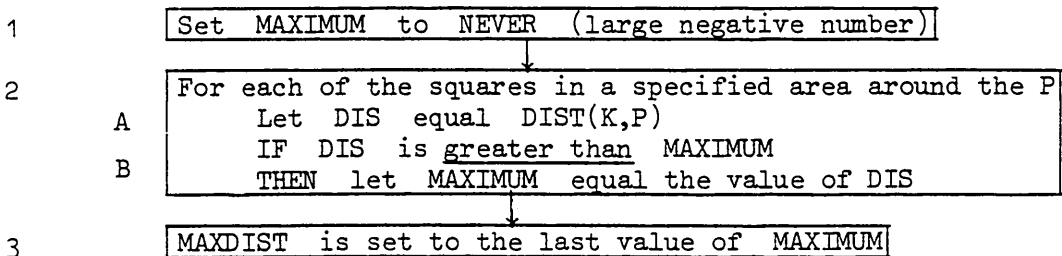 1 Set MAXIMUM to NEVER (large negative number)
2 For each of the squares in a specified area around the P
A Let DIS equal DIST(K,P)
IF DIS is greater than MAXIMUM
B THEN let MAXIMUM equal the value of DIS
3 MAXDIST is set to the last value of MAXIMUM